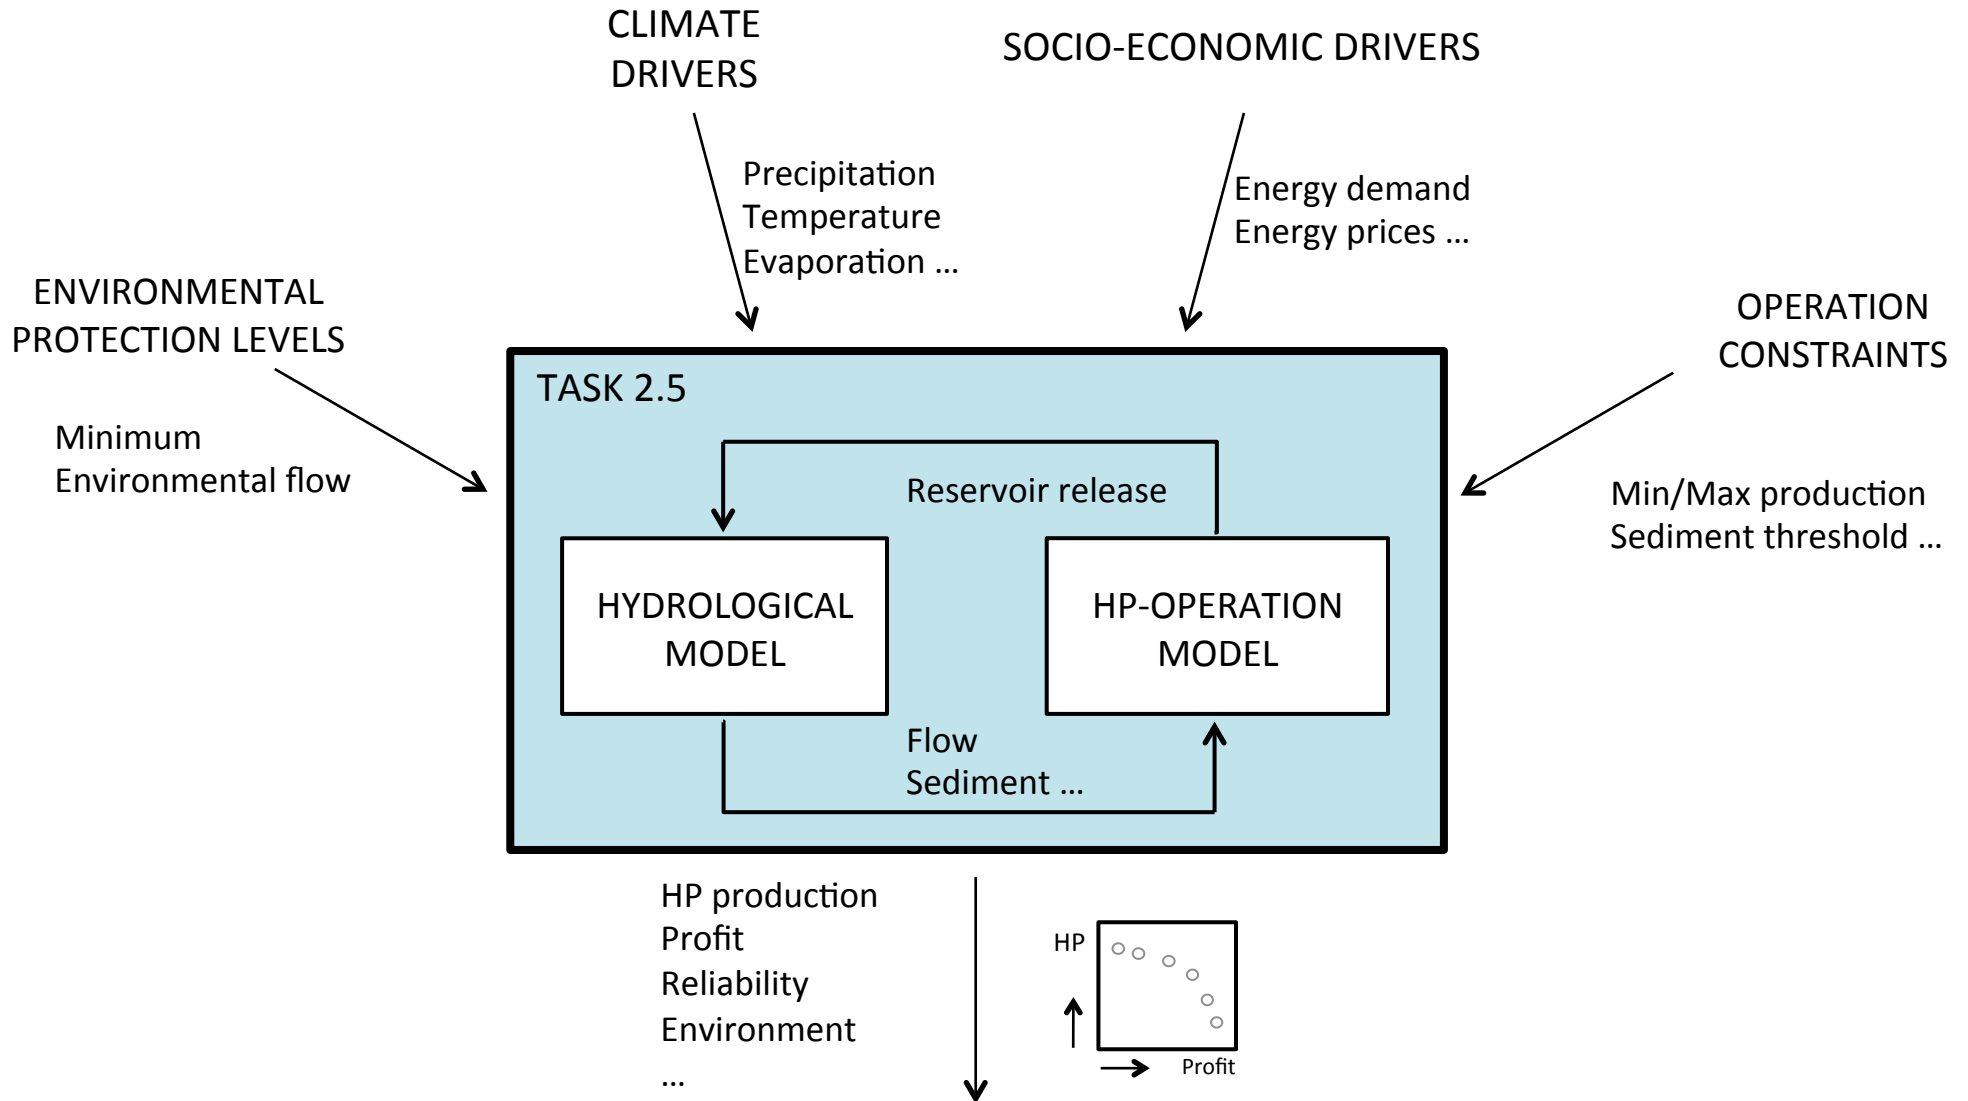 CLIMATE
DRIVERS
SOCIO-ECONOMIC DRIVERS
Precipitation
Temperature
Evaporation ...
Energy demand
Energy prices ...
ENVIRONMENTAL
PROTECTION LEVELS
OPERATION
CONSTRAINTS
Minimum
Environmental flow
Min/Max production
Sediment threshold ...
TASK 2.5
Reservoir release
HYDROLOGICAL
MODEL
HP-OPERATION
MODEL
Flow
Sediment ...
HP production
Profit
Reliability
Environment
...
HP
Profit